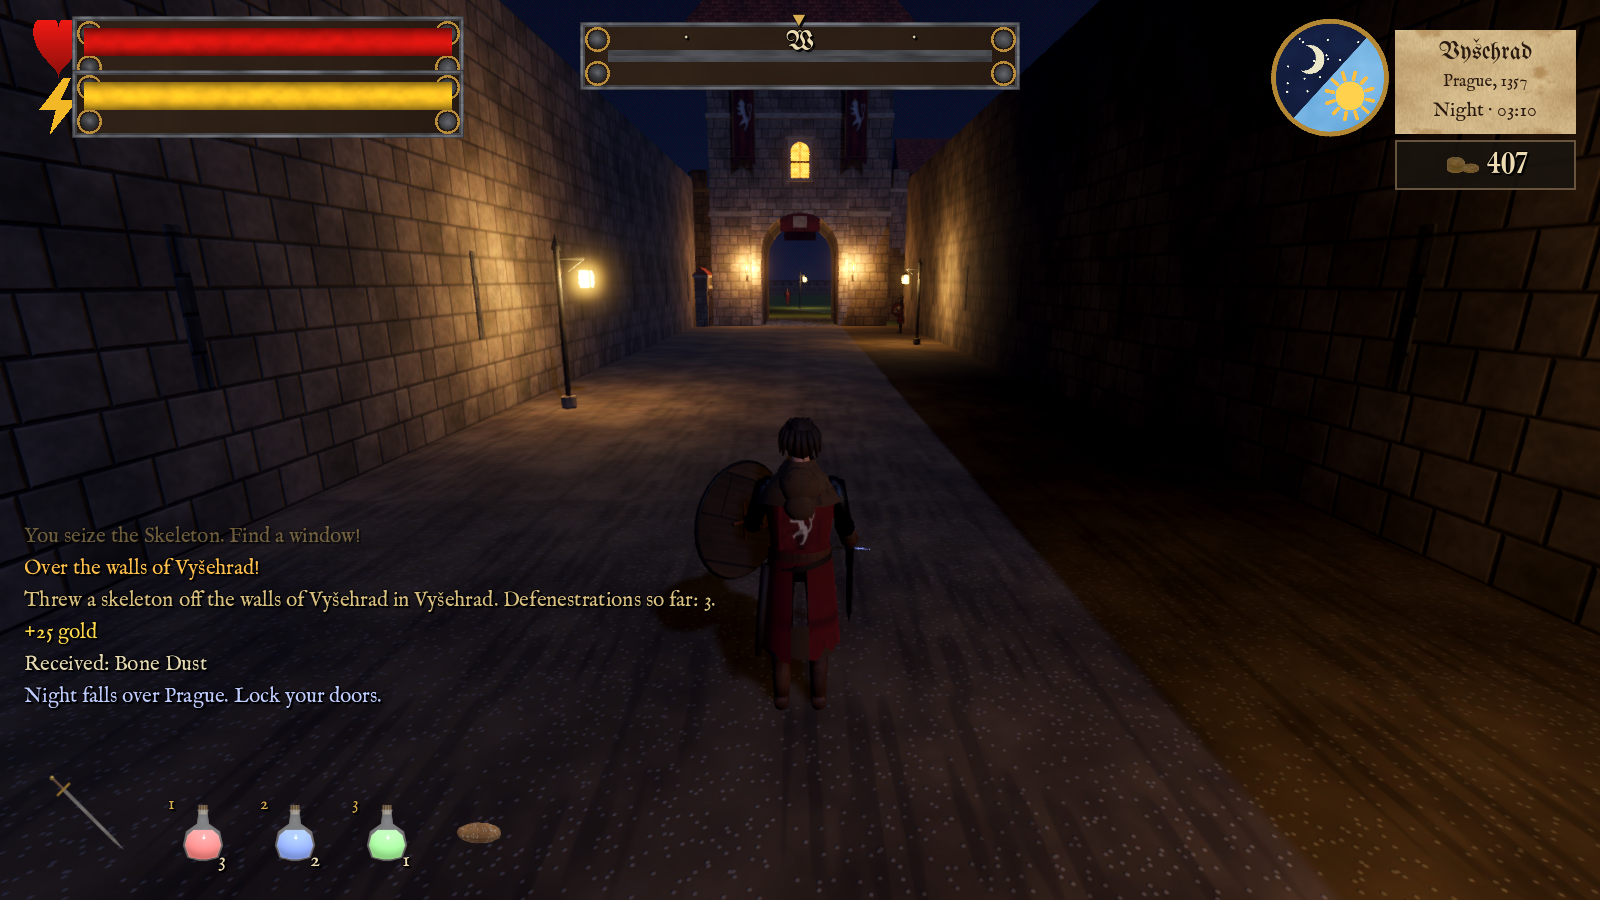 W
Vyšehrad
Prague, 1357
Night · 03:10
407
You seize the Skeleton. Find a window!
Over the walls of Vyšehrad!
Threw a skeleton off the walls of Vyšehrad in Vyšehrad. Defenestrations so far: 3.
+25 gold
Received: Bone Dust
Night falls over Prague. Lock your doors.
1 2 3
3 2 1